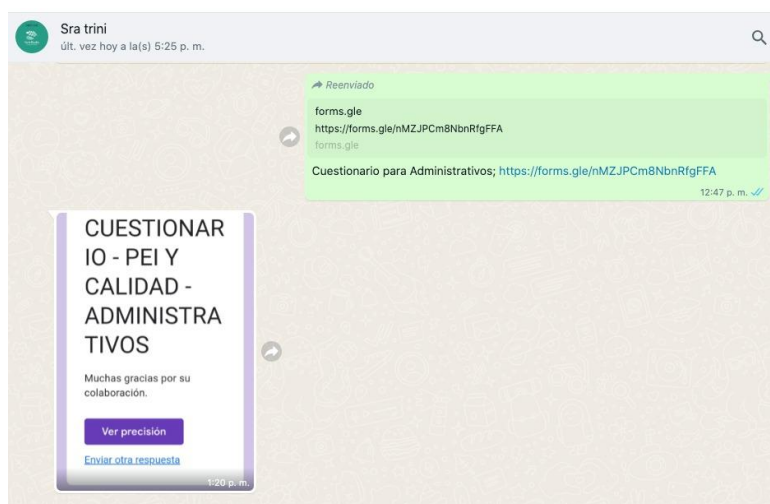 Sra trini
últ. vez hoy a la(s) 5:25 p. m.
Reenviado
forms.gle
https://forms.gle/nMZJPCm8NbnRfgFFA
forms.gle
Cuestionario para Administrativos; https://forms.gle/nMZJPCm8NbnRfgFFA
12:47 p. m.
CUESTIONAR
IO - PEI Y
CALIDAD -
ADMINISTRA
TIVOS
Muchas gracias por su
colaboración.
Ver precisión
Enviar otra respuesta
1:20 p. m.